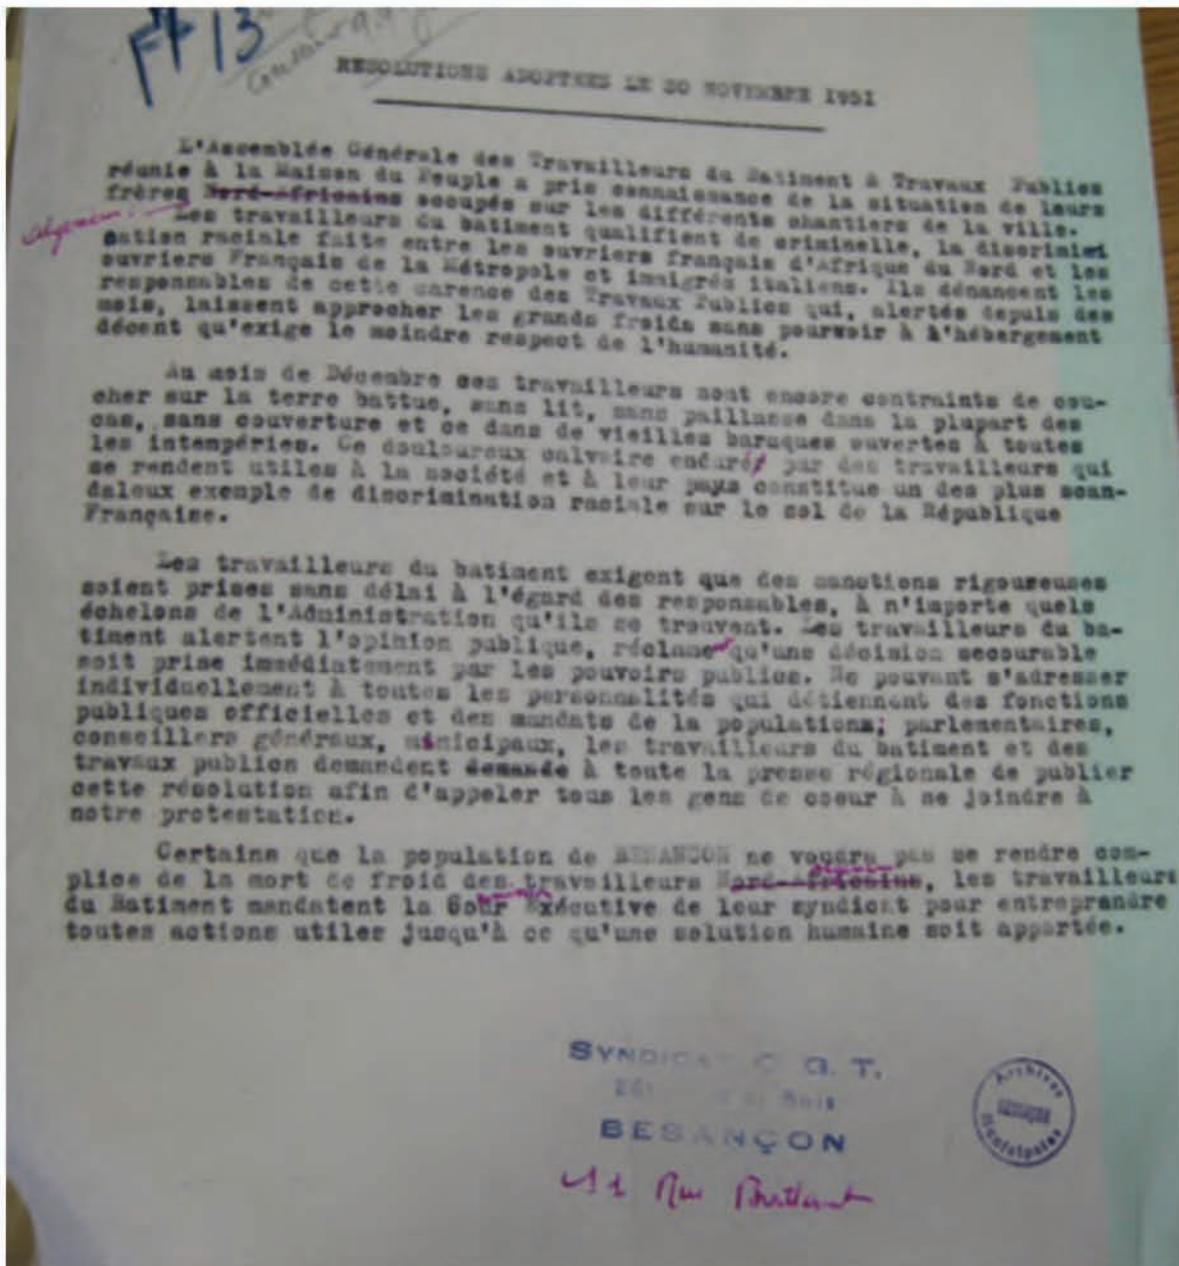 F+ 13
RESOLUTIONS ADOPTEES LE 30 NOVEMBRE 1951
L'Assemblée Générale des Travailleurs du Batiment & Travaux Publics
réunie à la Maison du Peuple a pris connaissance de la situation de leurs
frères Nord-Africains occupés sur les différents chantiers de la ville.
algériens
Les travailleurs du batiment qualifient de criminelle, la discrimi
nation raciale faite entre les ouvriers français d'Afrique du Nord et les
ouvriers Français de la Métropole et immigrés italiens. Ils dénoncent les
responsables de cette carence des Travaux Publics qui, alertés depuis des
mois, laissent approcher les grands froids sans pourvoir à l'hébergement
décent qu'exige le moindre respect de l'humanité.
Au mois de Décembre ces travailleurs sont encore contraints de cou-
cher sur la terre battue, sans lit, sans paillasse dans la plupart des
cas, sans couverture et ce dans de vieilles baraques ouvertes à toutes
les intempéries. Ce douloureux calvaire enduré par des travailleurs qui
se rendent utiles à la société et à leur pays constitue un des plus scan-
daleux exemple de discrimination raciale sur le sol de la République
Française.
Les travailleurs du batiment exigent que des sanctions rigoureuses
soient prises sans délai à l'égard des responsables, à n'importe quels
échelons de l'Administration qu'ils se trouvent. Les travailleurs du ba-
timent alertent l'opinion publique, réclame qu'une décision secourable
soit prise immédiatement par les pouvoirs publics. Ne pouvant s'adresser
individuellement à toutes les personnalités qui détiennent des fonctions
publiques officielles et des mandats de la populations; parlementaires,
conseillers généraux, municipaux, les travailleurs du batiment et des
travaux publics demandent demande à toute la presse régionale de publier
cette résolution afin d'appeler tous les gens de coeur à se joindre à
notre protestation.
Certains que la population de BESANCON ne voudra pas se rendre com-
plice de la mort de froid des travailleurs Nord-Africains, les travailleurs
du Batiment mandatent la Exécutive de leur syndicat pour entreprandre
toutes actions utiles jusqu'à ce qu'une solution humaine soit apportée.
SYNDICAT C. G. T.
Bois
BESANÇON
11 Rue Battant
Archives
Municipales